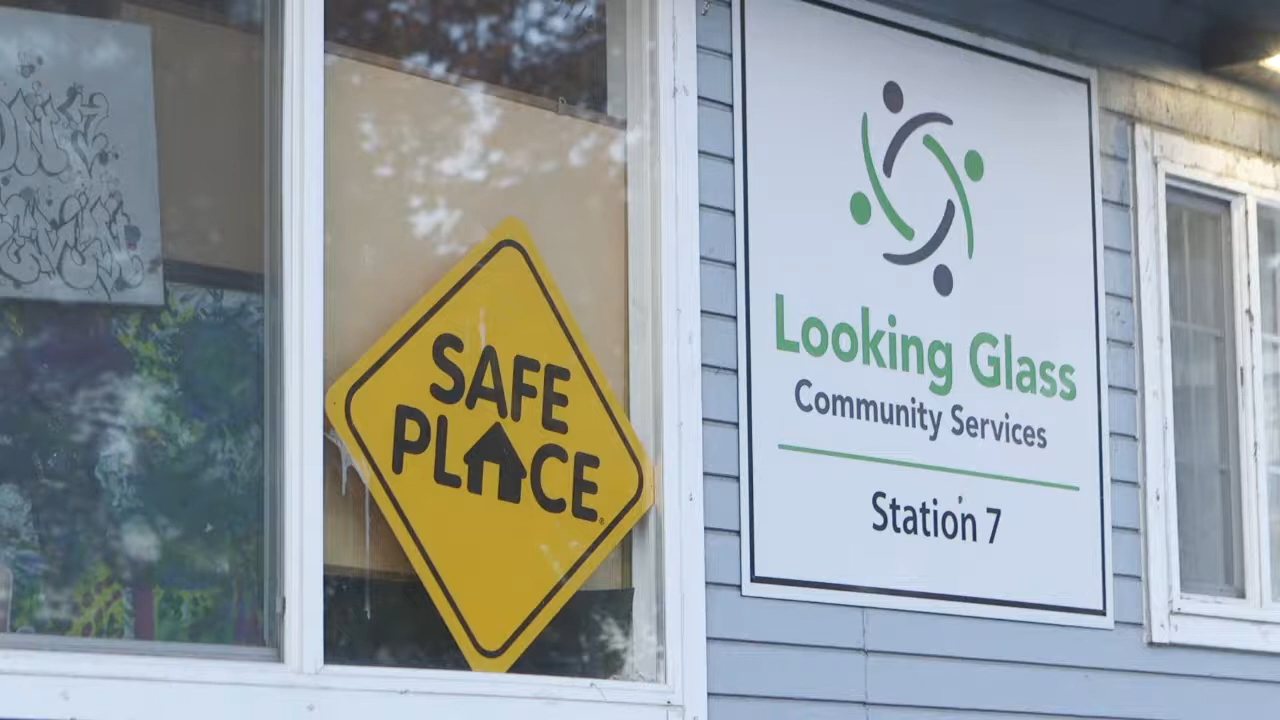 SAFE
PLACE
Looking Glass
Community Services
Station 7